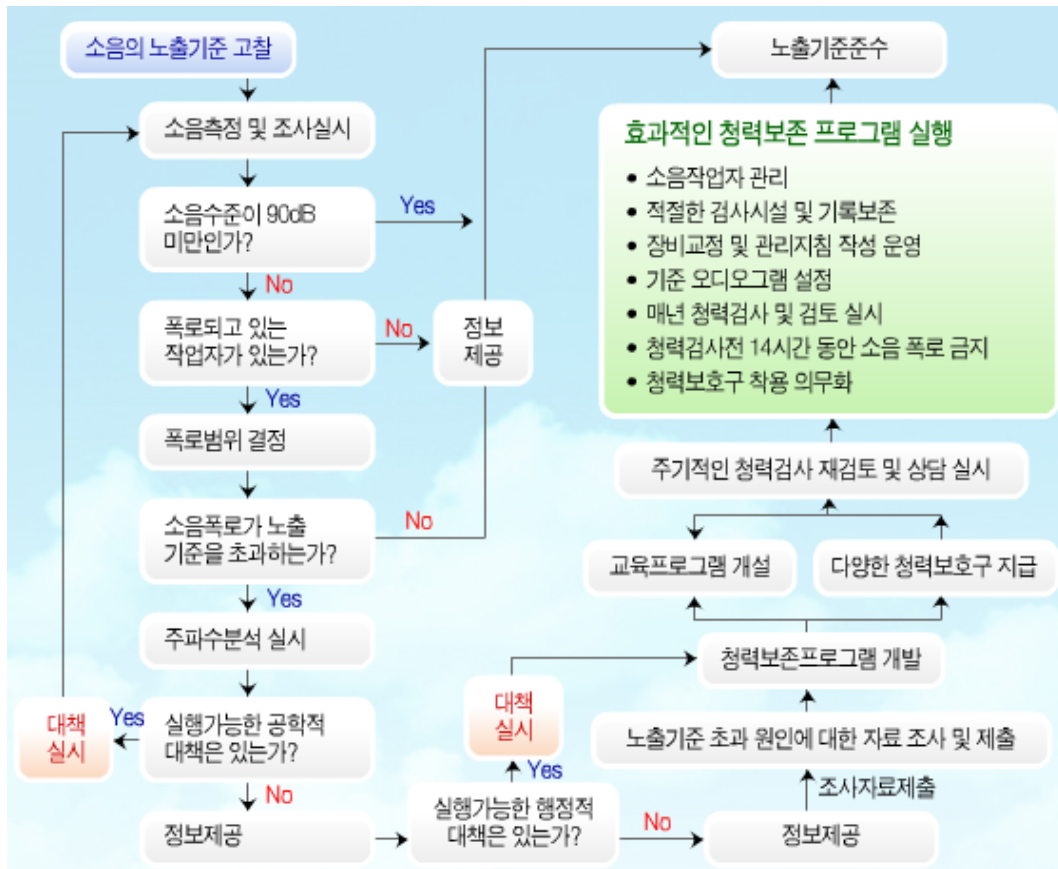 소음의 노출기준 고찰
소음측정 및 조사실시
소음수준이 90dB
미만인가?
Yes
No
폭로되고 있는
작업자가 있는가?
No
정보
제공
Yes
폭로범위 결정
소음폭로가 노출
기준을 초과하는가?
No
Yes
주파수분석 실시
실행가능한 공학적
대책은 있는가?
Yes
대책
실시
No
정보제공
실행가능한 행정적
대책은 있는가?
Yes
대책
실시
No
정보제공
조사자료제출
노출기준 초과 원인에 대한 자료 조사 및 제출
청력보존프로그램 개발
교육프로그램 개설
다양한 청력보호구 지급
주기적인 청력검사 재검토 및 상담 실시
효과적인 청력보존 프로그램 실행
• 소음작업자 관리
• 적절한 검사시설 및 기록보존
• 장비교정 및 관리지침 작성 운영
• 기준 오디오그램 설정
• 매년 청력검사 및 검토 실시
• 청력검사전 14시간 동안 소음 폭로 금지
• 청력보호구 착용 의무화
노출기준준수